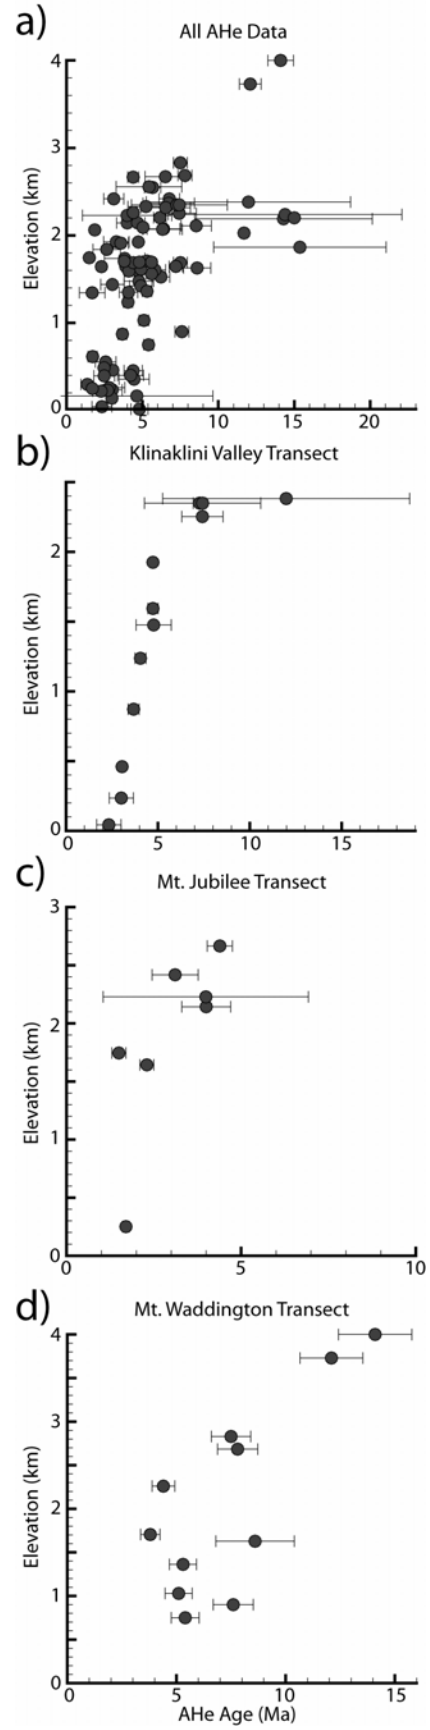 a)
All AHe Data
4
3
2
1
0
Elevation (km)
0 5 10 15 20
b)
Klinaklini Valley Transect
2
1
0
Elevation (km)
0 5 10 15
c)
Mt. Jubilee Transect
3
2
1
0
Elevation (km)
0 5 10
d)
Mt. Waddington Transect
4
3
2
1
0
Elevation (km)
0 5 10 15
AHe Age (Ma)